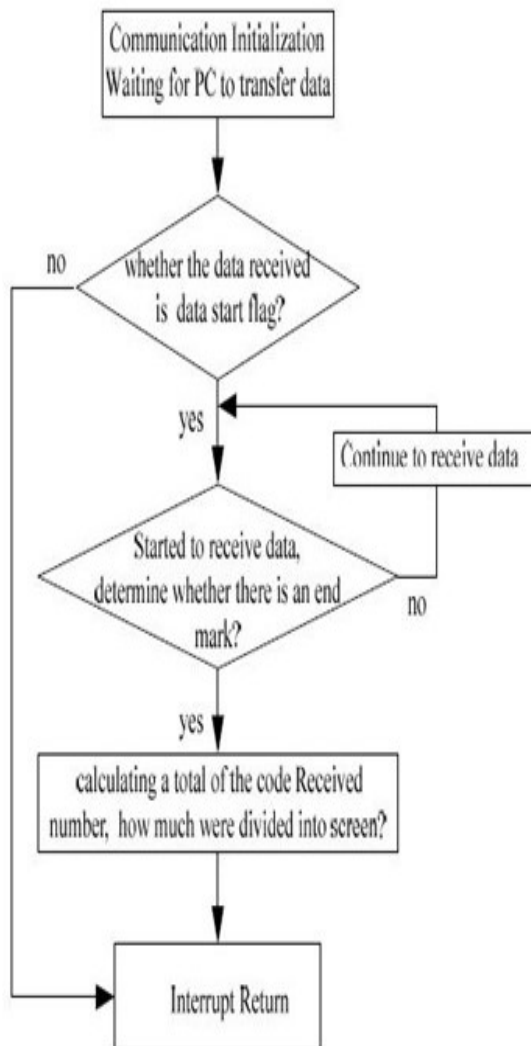 Communication Initialization
Waiting for PC to transfer data
no
whether the data received
is data start flag?
yes
Continue to receive data
Started to receive data,
determine whether there is an end
mark?
no
yes
calculating a total of the code Received
number, how much were divided into screen?
Interrupt Return